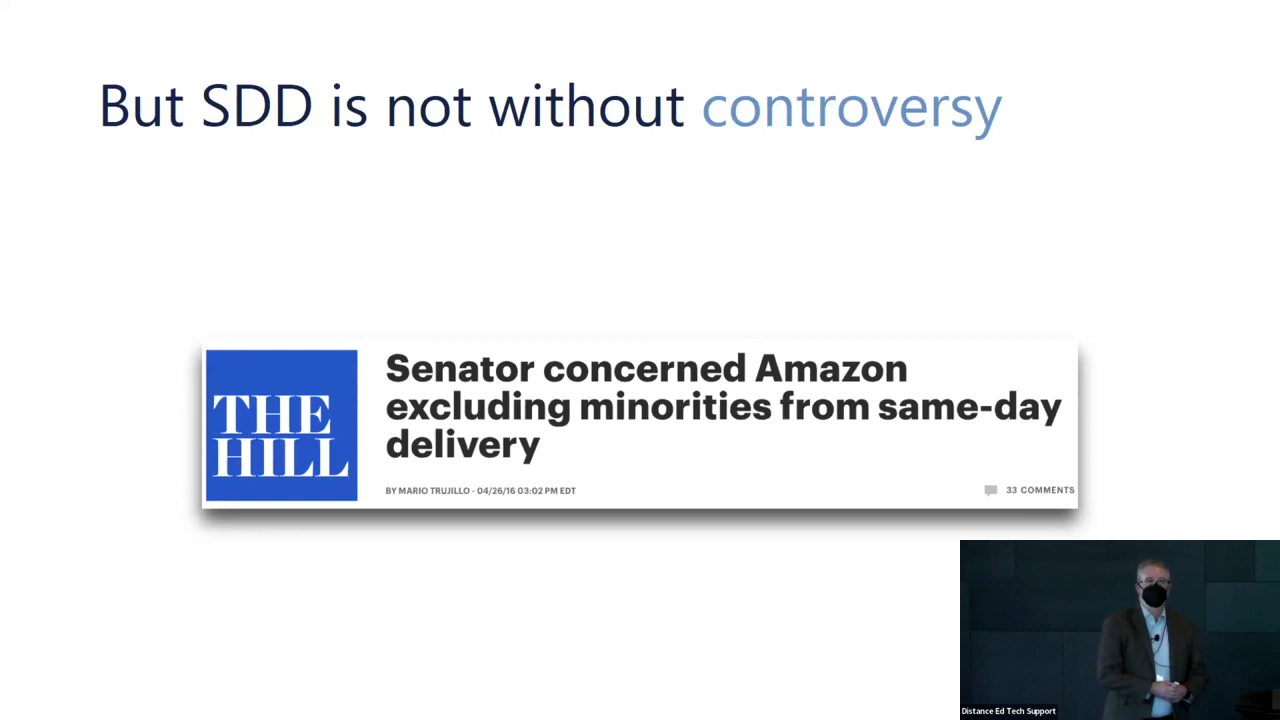 But SDD is not without controversy
THE
HILL
Senator concerned Amazon
excluding minorities from same-day
delivery
BY MARIO TRUJILLO - 04/26/16 03:02 PM EDT
33 COMMENTS
Distance Ed Tech Support